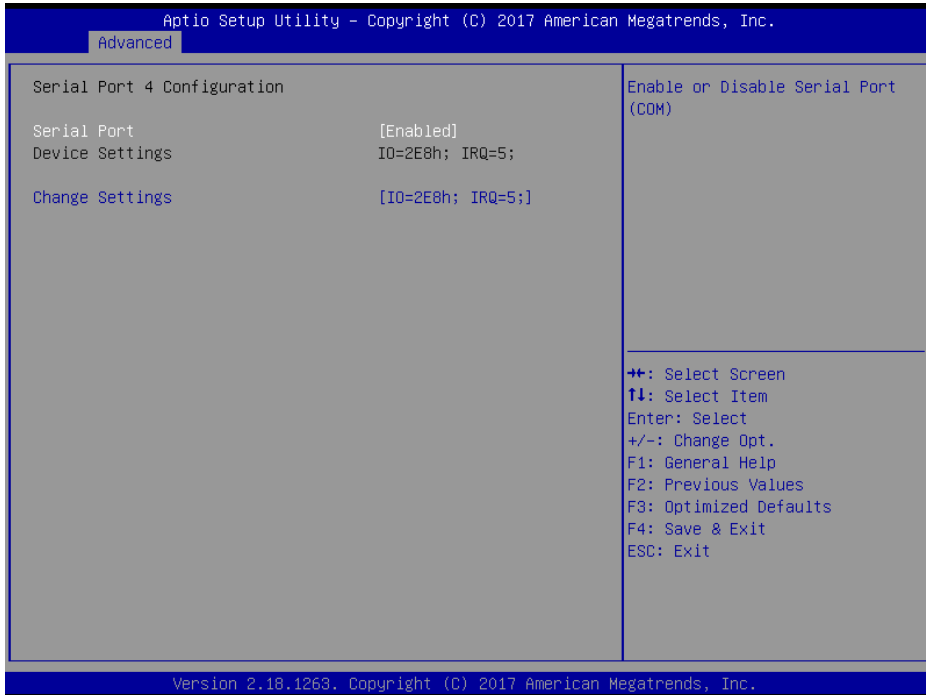 Aptio Setup Utility – Copyright (C) 2017 American Megatrends, Inc.
Advanced
Serial Port 4 Configuration
Serial Port [Enabled]
Device Settings IO=2E8h; IRQ=5;
Change Settings [IO=2E8h; IRQ=5;]
Enable or Disable Serial Port
(COM)
→←: Select Screen
↑↓: Select Item
Enter: Select
+/-: Change Opt.
F1: General Help
F2: Previous Values
F3: Optimized Defaults
F4: Save & Exit
ESC: Exit
Version 2.18.1263. Copyright (C) 2017 American Megatrends, Inc.